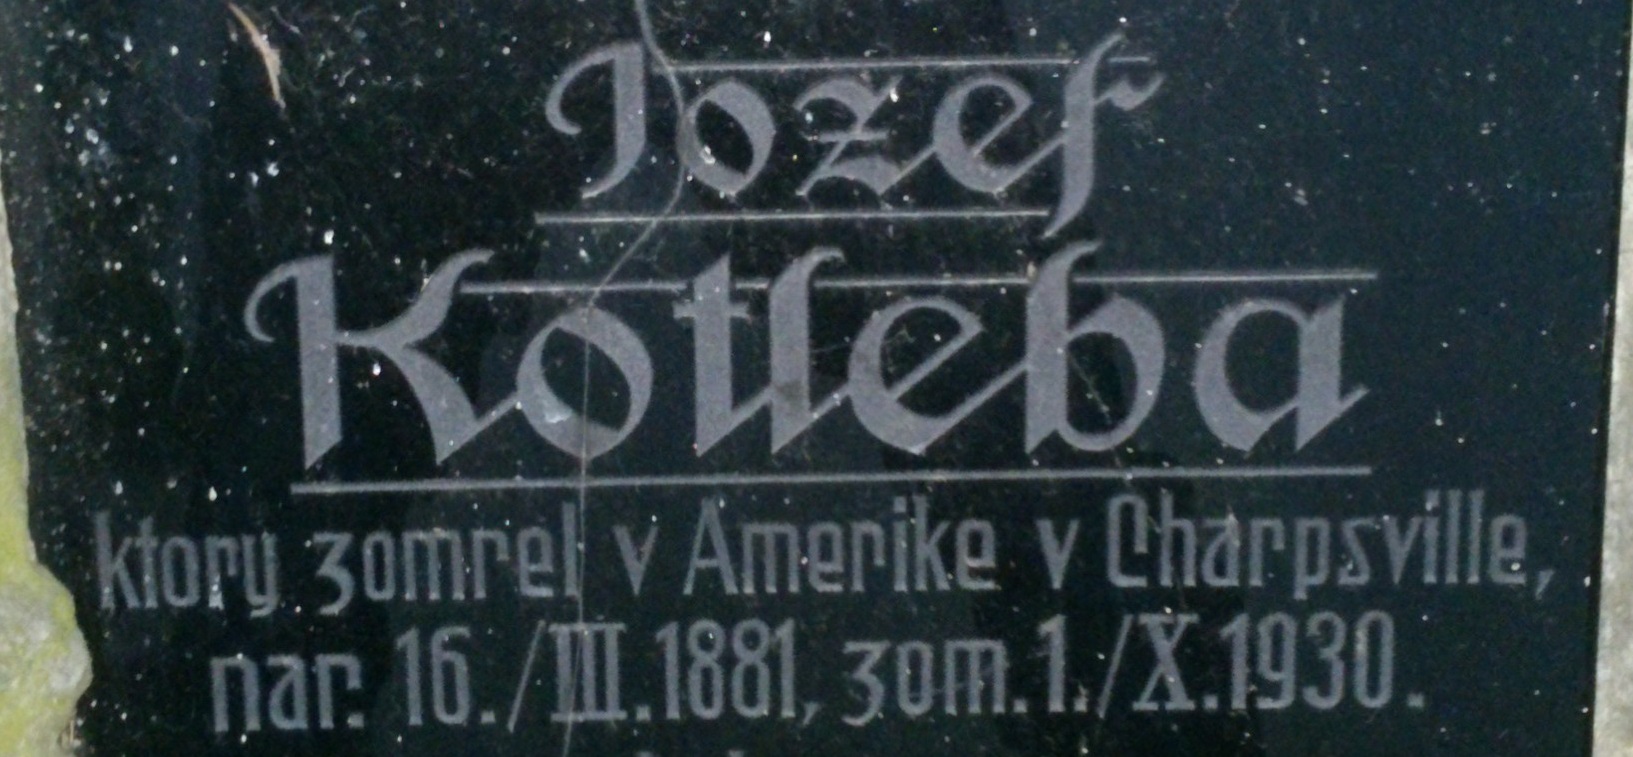 Jozef
Kotleba
ktory zomrel v Amerike v Charpsville,
nar. 16./III.1881, zom.1./X.1930.